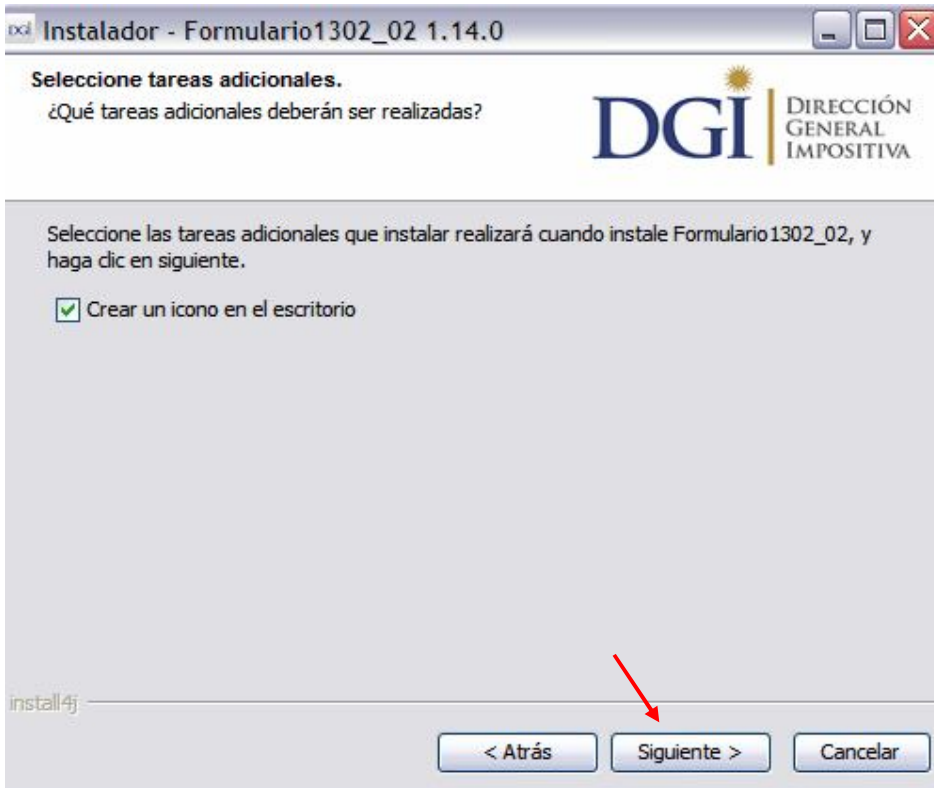 DGI Instalador - Formulario1302_02 1.14.0
Seleccione tareas adicionales.
¿Qué tareas adicionales deberán ser realizadas?
DGI
DIRECCIÓN
GENERAL
IMPOSITIVA
Seleccione las tareas adicionales que instalar realizará cuando instale Formulario1302_02, y
haga clic en siguiente.
Crear un icono en el escritorio
install4j
< Atrás
Siguiente >
Cancelar